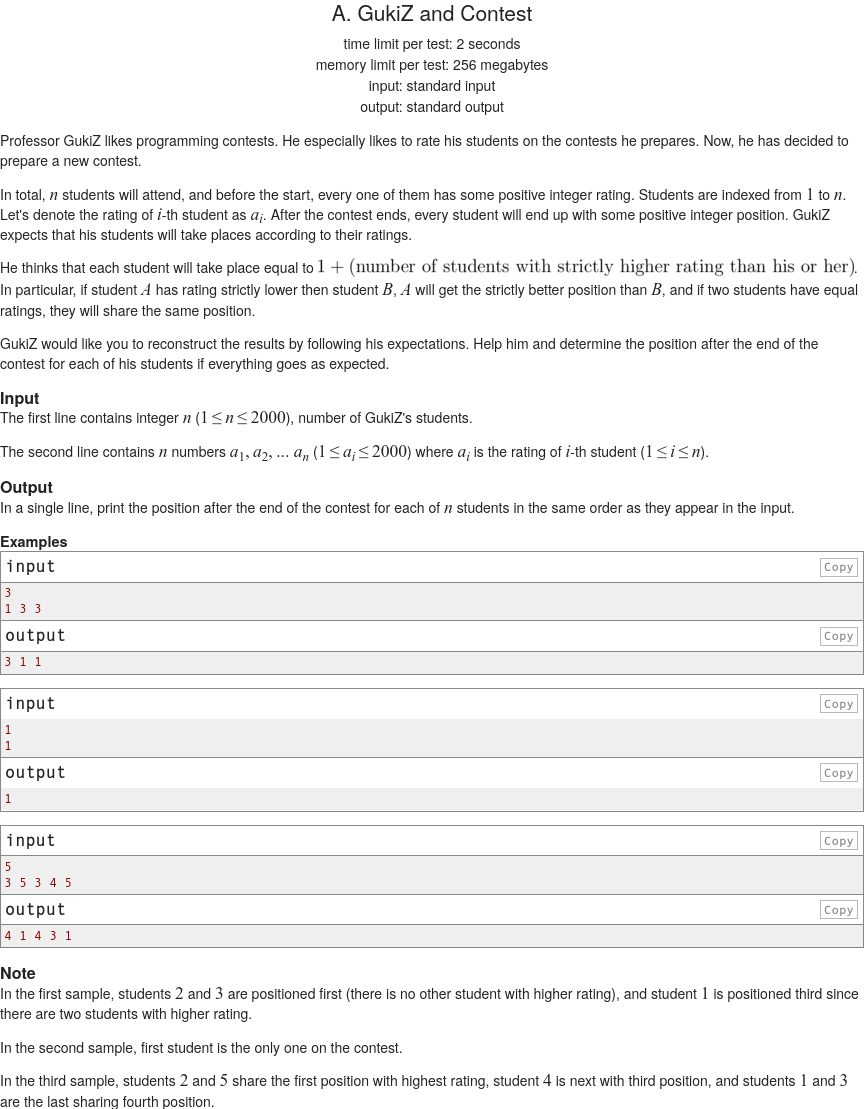 A. GukiZ and Contest
time limit per test: 2 seconds
memory limit per test: 256 megabytes
input: standard input
output: standard output
Professor GukiZ likes programming contests. He especially likes to rate his students on the contests he prepares. Now, he has decided to
prepare a new contest.
In total, n students will attend, and before the start, every one of them has some positive integer rating. Students are indexed from 1 to n.
Let's denote the rating of i-th student as a_i. After the contest ends, every student will end up with some positive integer position. GukiZ
expects that his students will take places according to their ratings.
He thinks that each student will take place equal to 1 + (number of students with strictly higher rating than his or her).
In particular, if student A has rating strictly lower then student B, A will get the strictly better position than B, and if two students have equal
ratings, they will share the same position.
GukiZ would like you to reconstruct the results by following his expectations. Help him and determine the position after the end of the
contest for each of his students if everything goes as expected.
Input
The first line contains integer n (1 ≤ n ≤ 2000), number of GukiZ's students.
The second line contains n numbers a_1, a_2, ... a_n (1 ≤ a_i ≤ 2000) where a_i is the rating of i-th student (1 ≤ i ≤ n).
Output
In a single line, print the position after the end of the contest for each of n students in the same order as they appear in the input.
Examples
input Copy
3
1 3 3
output Copy
3 1 1
input Copy
1
1
output Copy
1
input Copy
5
3 5 3 4 5
output Copy
4 1 4 3 1
Note
In the first sample, students 2 and 3 are positioned first (there is no other student with higher rating), and student 1 is positioned third since
there are two students with higher rating.
In the second sample, first student is the only one on the contest.
In the third sample, students 2 and 5 share the first position with highest rating, student 4 is next with third position, and students 1 and 3
are the last sharing fourth position.